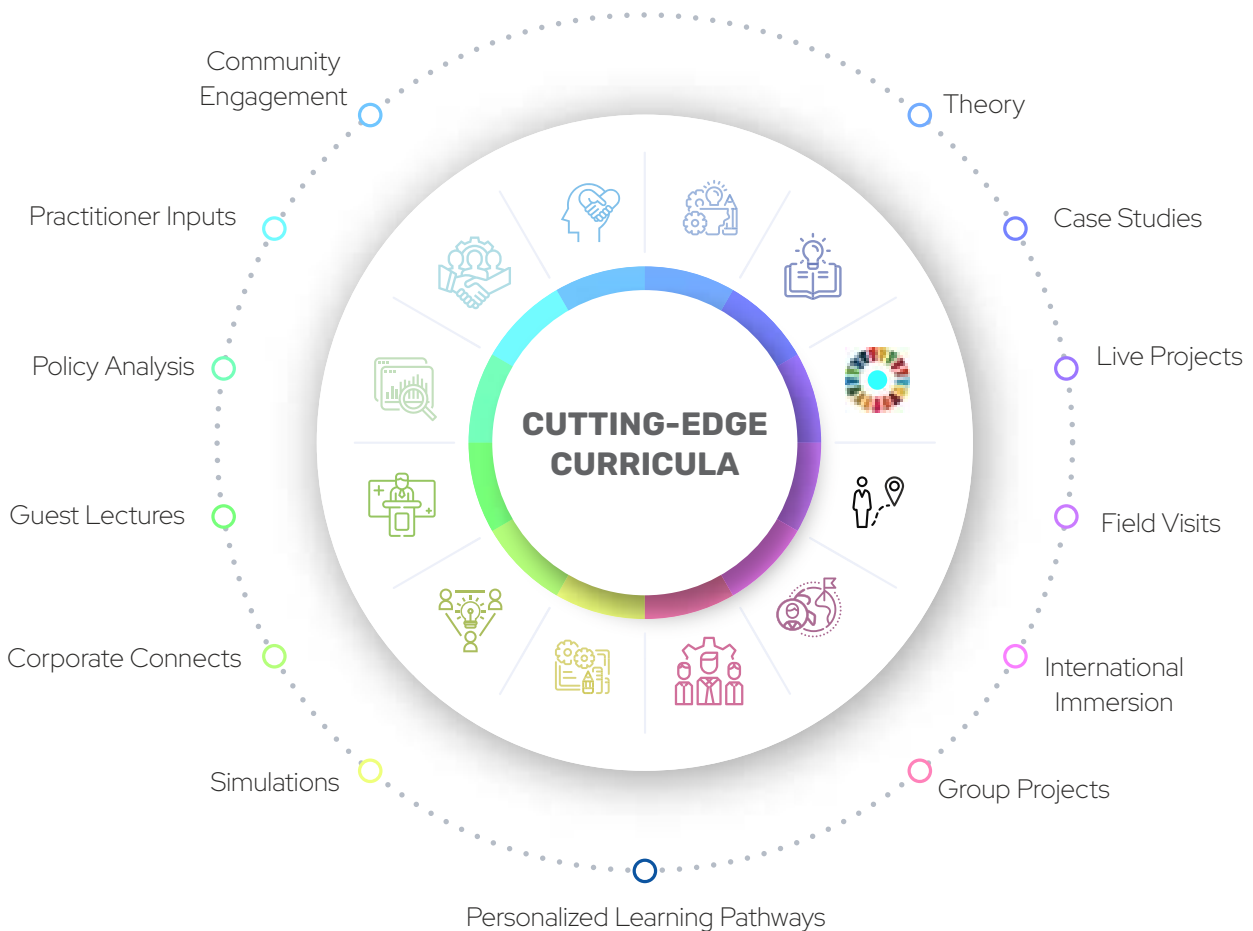 Community
Engagement
Theory
Practitioner Inputs
Case Studies
Policy Analysis
Live Projects
CUTTING-EDGE
CURRICULA
Guest Lectures
Field Visits
Corporate Connects
International
Immersion
Simulations
Group Projects
Personalized Learning Pathways